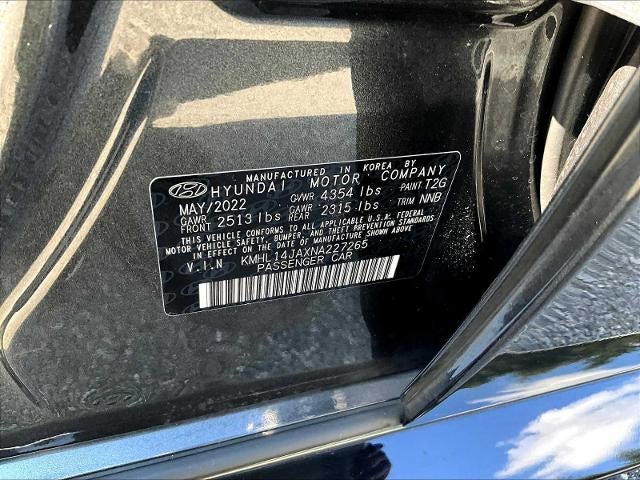 MANUFACTURED IN KOREA BY
HYUNDAI MOTOR COMPANY
MAY/2022 GVWR 4354 lbs PAINT T2G
GAWR FRONT 2513 lbs GAWR REAR 2315 lbs TRIM NNB
THIS VEHICLE CONFORMS TO ALL APPLICABLE U.S.A. FEDERAL
MOTOR VEHICLE SAFETY, BUMPER, AND THEFT PREVENTION STANDARDS
IN EFFECT ON THE DATE OF MANUFACTURE SHOWN ABOVE.
V.I.N KMHL14JAXNA227265
PASSENGER CAR